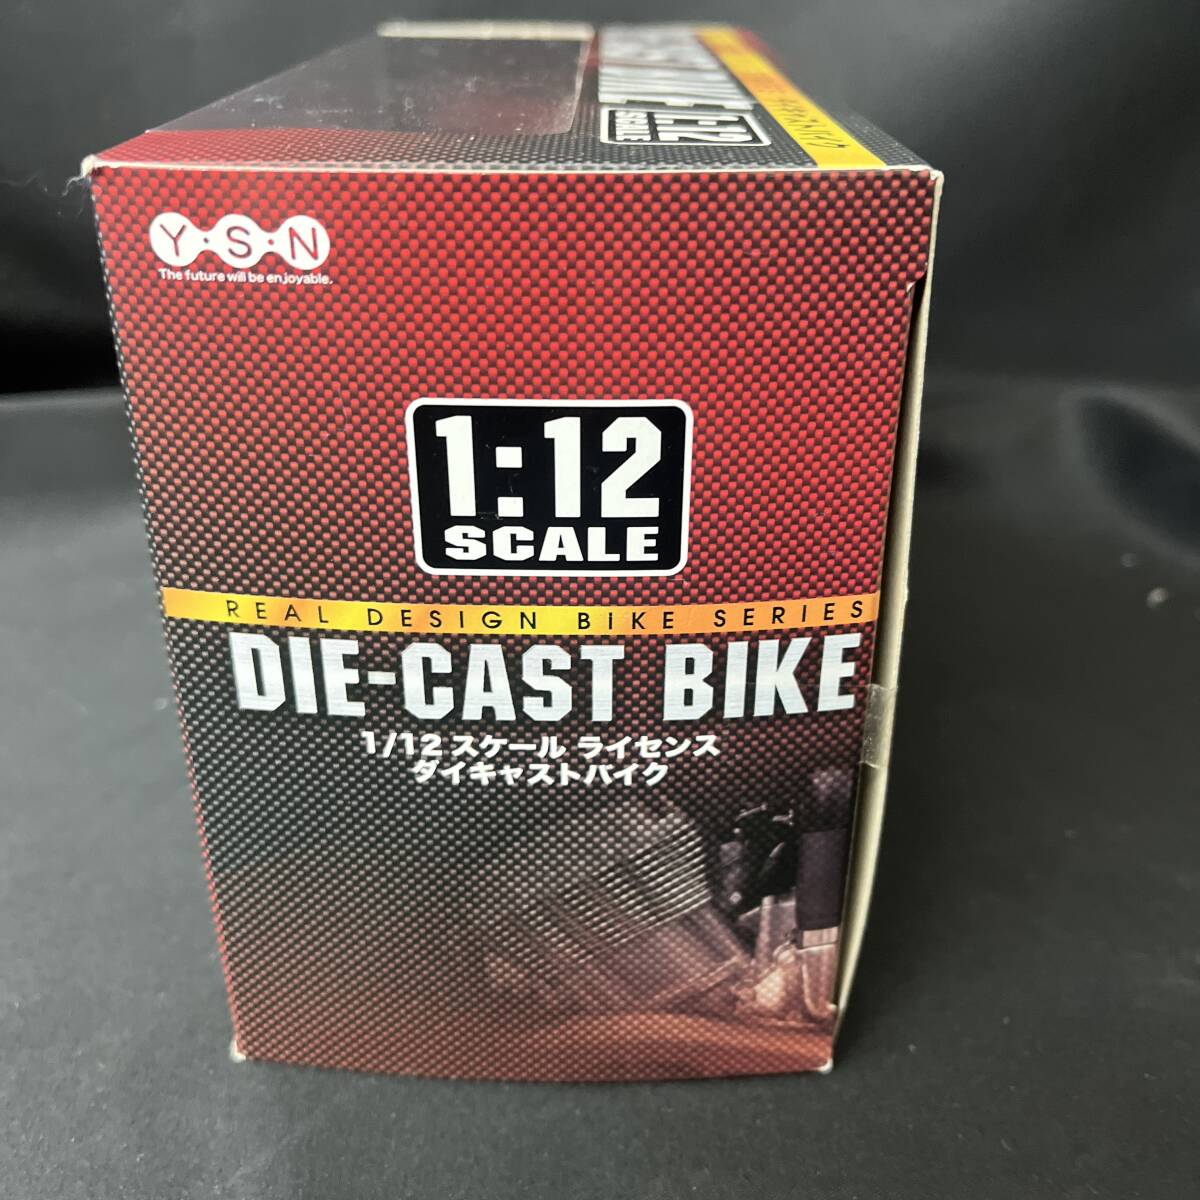 1:12
SCALE
Y・S・N
The future will be enjoyable.
1:12
SCALE
REAL DESIGN BIKE SERIES
DIE-CAST BIKE
1/12 スケール ライセンス
ダイキャストバイク